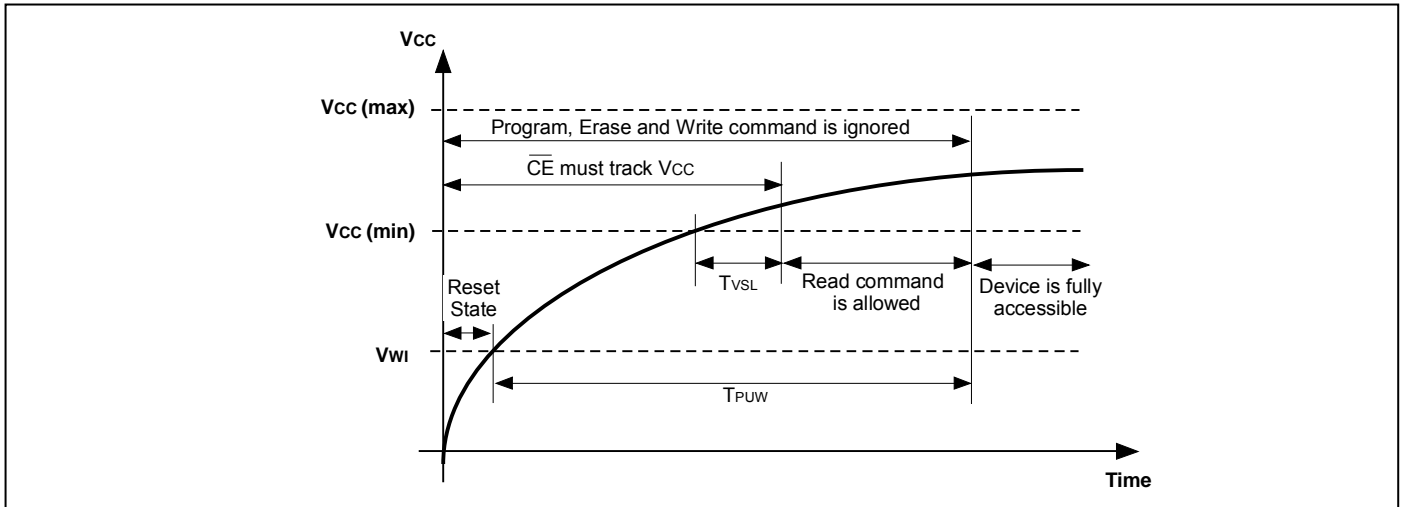 Vcc
Vcc (max)
Program, Erase and Write command is ignored
CE must track Vcc
Vcc (min)
TVSL
Read command
is allowed
Device is fully
accessible
Reset
State
VWI
TPUW
Time